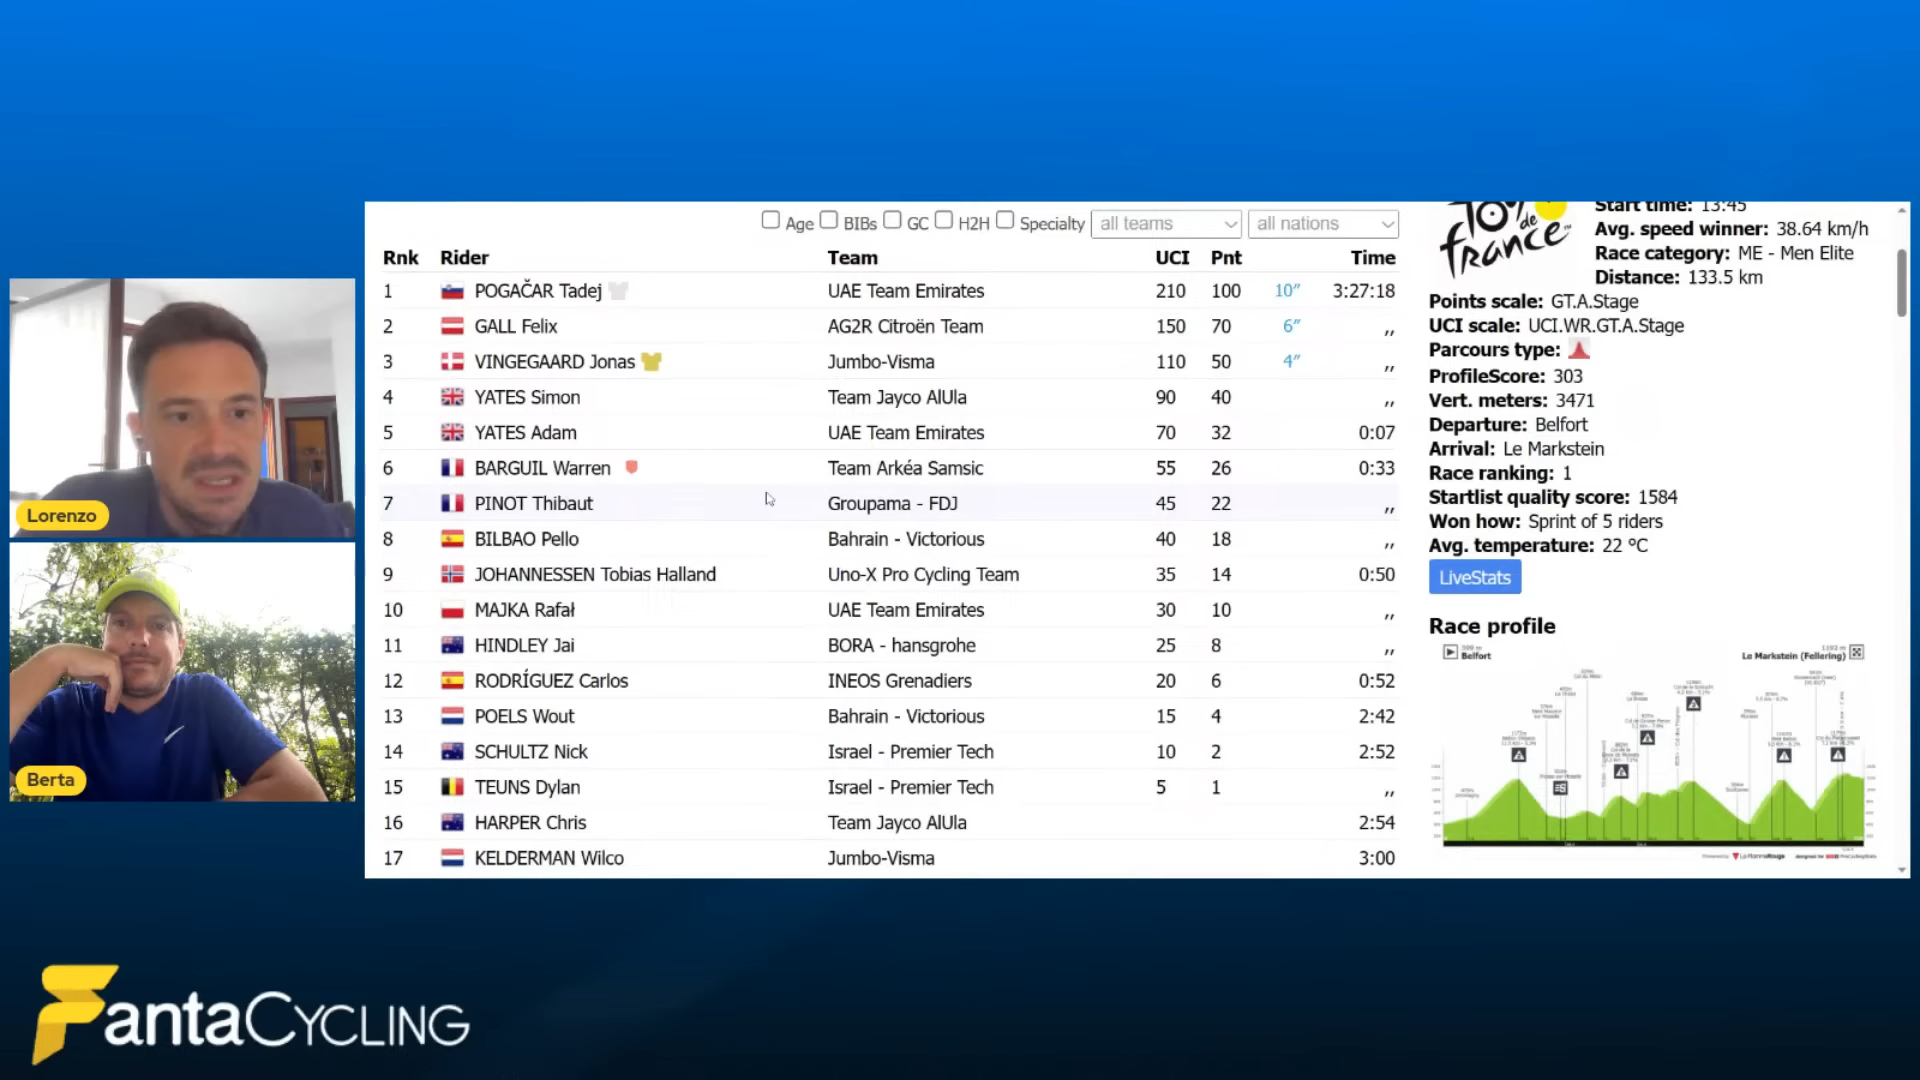 Age BIBs GC H2H Specialty all teams all nations
Rnk Rider Team UCI Pnt Time
1 POGAČAR Tadej UAE Team Emirates 210 100 10″ 3:27:18
2 GALL Felix AG2R Citroën Team 150 70 6″ ,,
3 VINGEGAARD Jonas Jumbo-Visma 110 50 4″ ,,
4 YATES Simon Team Jayco AlUla 90 40 ,,
5 YATES Adam UAE Team Emirates 70 32 0:07
6 BARGUIL Warren Team Arkéa Samsic 55 26 0:33
7 PINOT Thibaut Groupama - FDJ 45 22 ,,
8 BILBAO Pello Bahrain - Victorious 40 18 ,,
9 JOHANNESSEN Tobias Halland Uno-X Pro Cycling Team 35 14 0:50
10 MAJKA Rafał UAE Team Emirates 30 10 ,,
11 HINDLEY Jai BORA - hansgrohe 25 8 ,,
12 RODRÍGUEZ Carlos INEOS Grenadiers 20 6 0:52
13 POELS Wout Bahrain - Victorious 15 4 2:42
14 SCHULTZ Nick Israel - Premier Tech 10 2 2:52
15 TEUNS Dylan Israel - Premier Tech 5 1 ,,
16 HARPER Chris Team Jayco AlUla 2:54
17 KELDERMAN Wilco Jumbo-Visma 3:00
Tour de france
Start time: 13:45
Avg. speed winner: 38.64 km/h
Race category: ME - Men Elite
Distance: 133.5 km
Points scale: GT.A.Stage
UCI scale: UCI.WR.GT.A.Stage
Parcours type:
ProfileScore: 303
Vert. meters: 3471
Departure: Belfort
Arrival: Le Markstein
Race ranking: 1
Startlist quality score: 1584
Won how: Sprint of 5 riders
Avg. temperature: 22 °C
LiveStats
Race profile
Belfort
Le Markstein (Fellering)
Lorenzo
Berta
FantaCYCLING